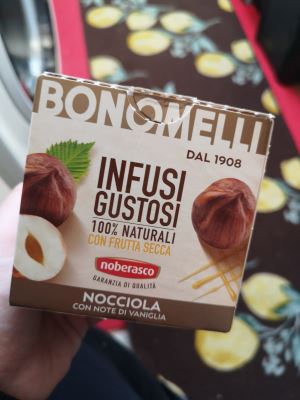 BONOMELLI
DAL 1908
INFUSI
GUSTOSI
100% NATURALI
CON FRUTTA SECCA
noberasco
GARANZIA DI QUALITÀ
NOCCIOLA
CON NOTE DI VANIGLIA